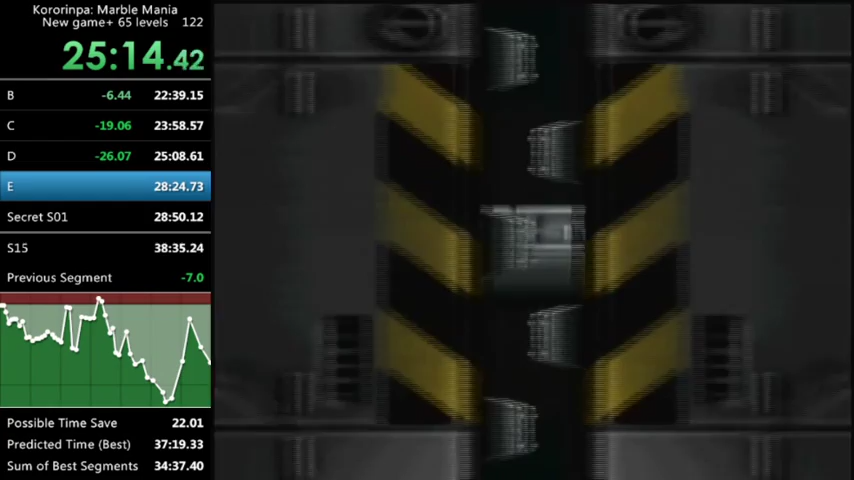 Kororinpa: Marble Mania
New game+ 65 levels 122
25:14.42
B -6.44 22:39.15
C -19.06 23:58.57
D -26.07 25:08.61
E 28:24.73
Secret S01 28:50.12
S15 38:35.24
Previous Segment -7.0
Possible Time Save 22.01
Predicted Time (Best) 37:19.33
Sum of Best Segments 34:37.40